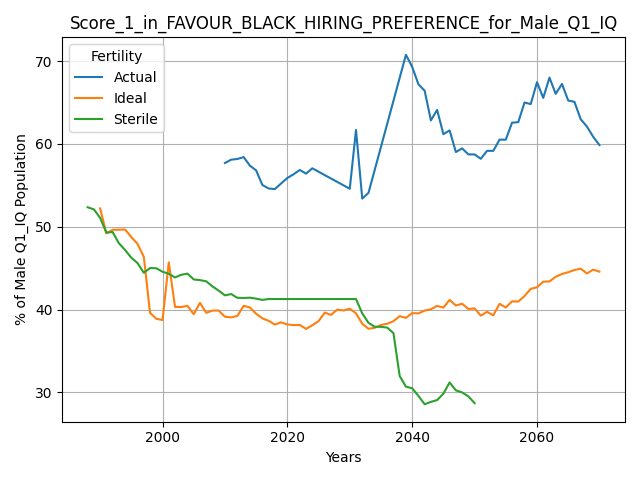 Score_1_in_FAVOUR_BLACK_HIRING_PREFERENCE_for_Male_Q1_IQ
Fertility
Actual
Ideal
Sterile
70
60
50
40
30
% of Male Q1_IQ Population
2000
2020
2040
2060
Years